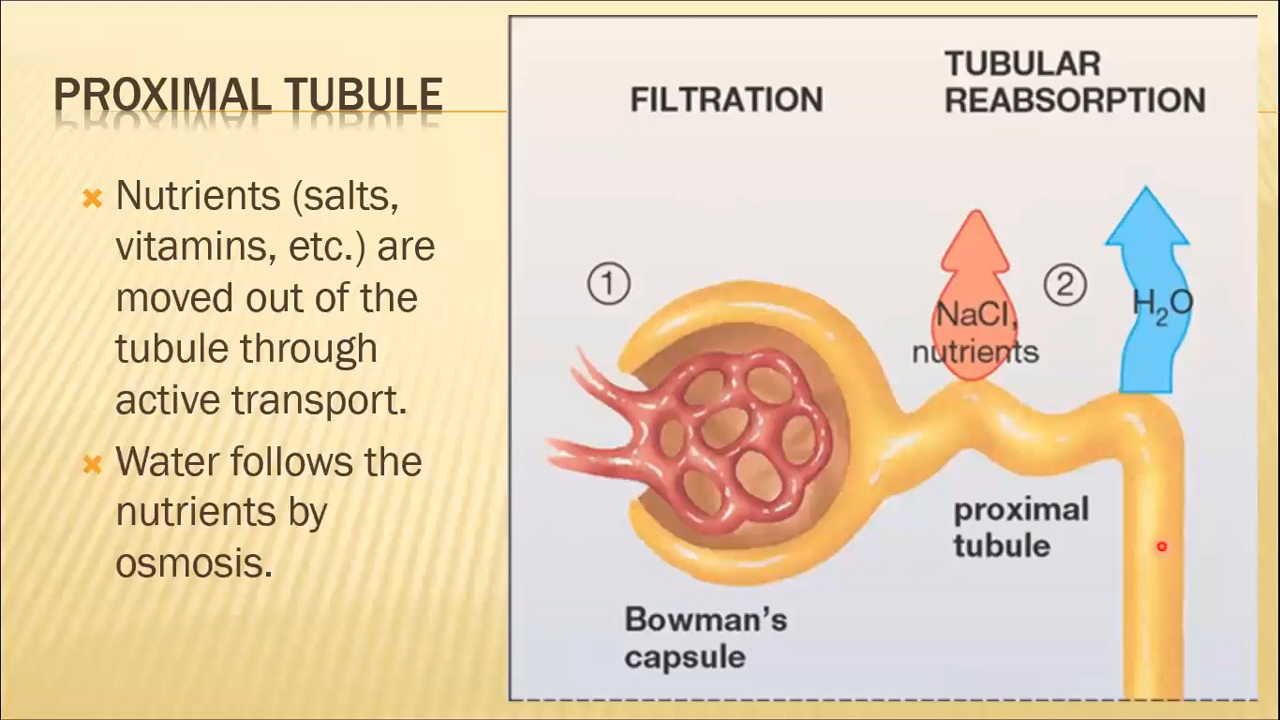 PROXIMAL TUBULE
Nutrients (salts,
vitamins, etc.) are
moved out of the
tubule through
active transport.
Water follows the
nutrients by
osmosis.
FILTRATION
TUBULAR
REABSORPTION
1
2
NaCl,
nutrients
H₂O
proximal
tubule
Bowman's
capsule